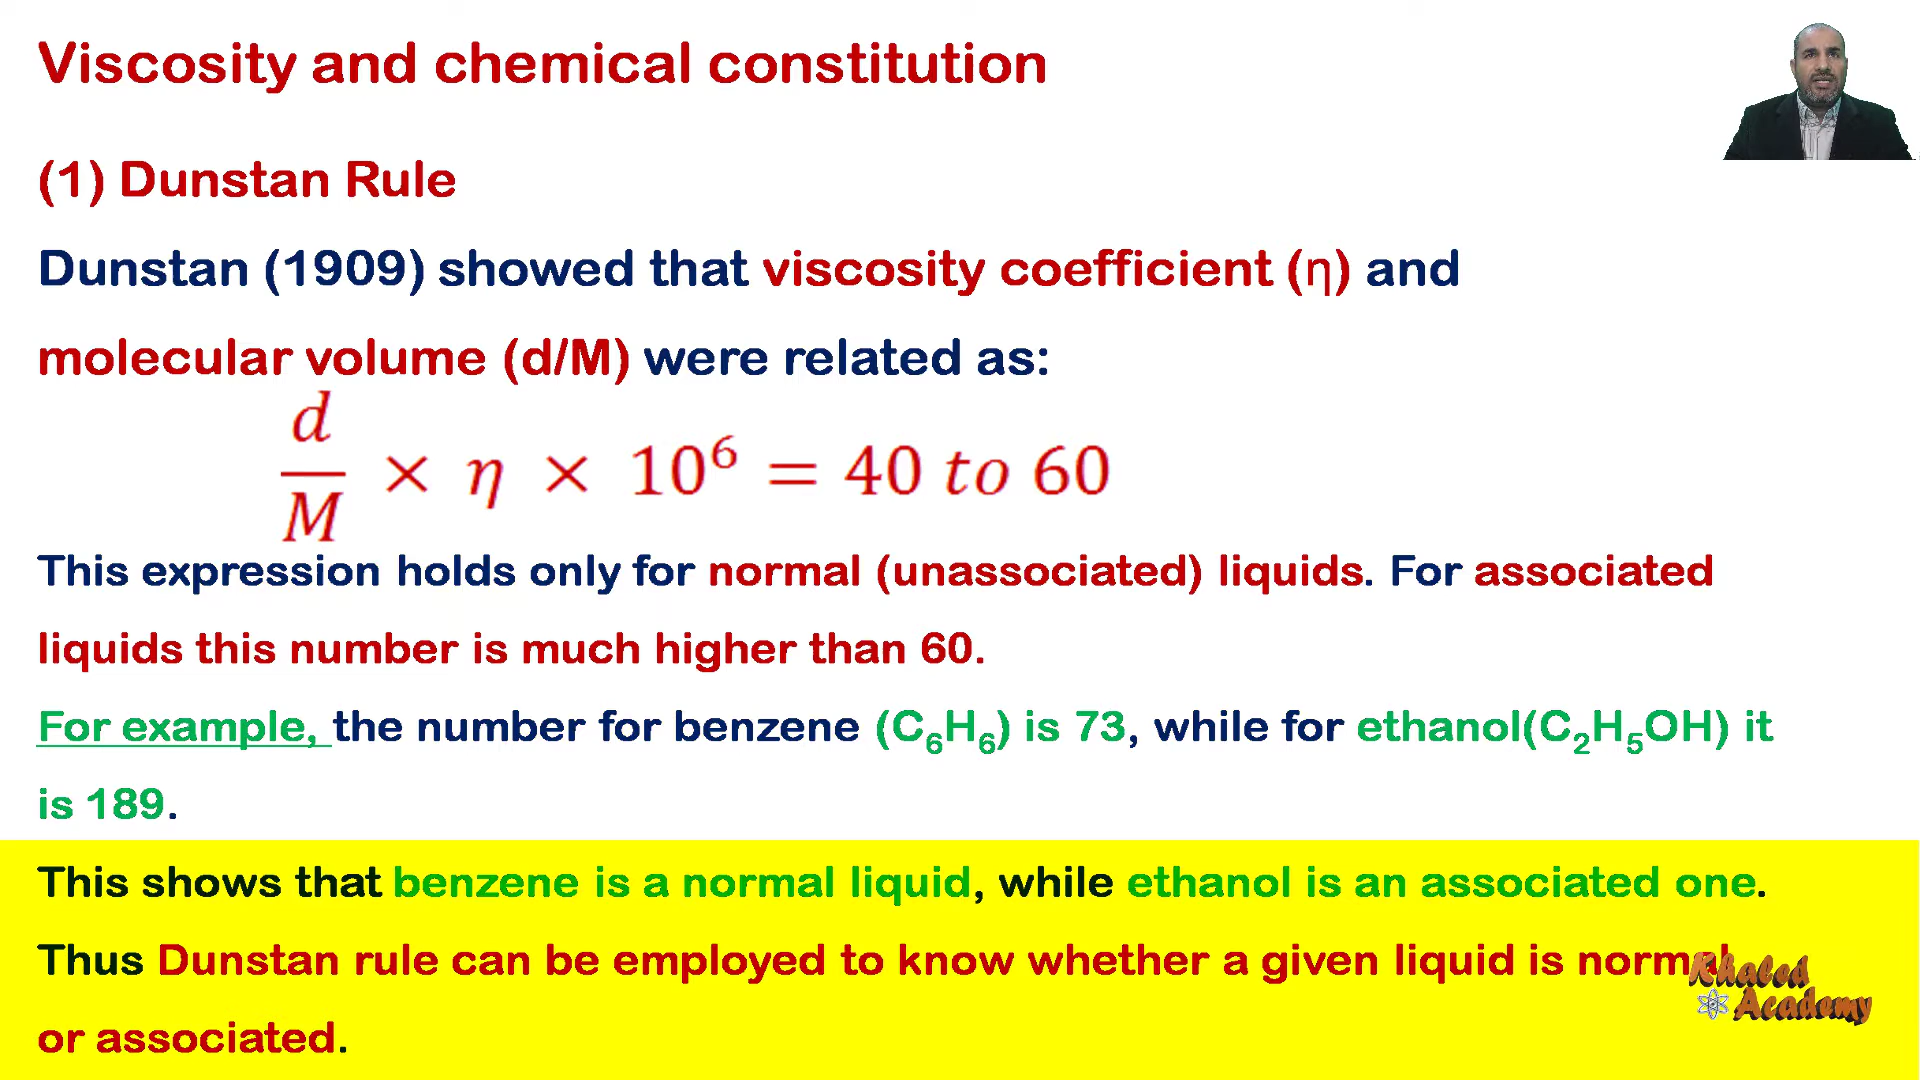 Viscosity and chemical constitution
(1) Dunstan Rule
Dunstan (1909) showed that viscosity coefficient (η) and
molecular volume (d/M) were related as:
d/M × η × 10⁶ = 40 to 60
This expression holds only for normal (unassociated) liquids. For associated
liquids this number is much higher than 60.
For example, the number for benzene (C₆H₆) is 73, while for ethanol(C₂H₅OH) it
is 189.
This shows that benzene is a normal liquid, while ethanol is an associated one.
Thus Dunstan rule can be employed to know whether a given liquid is normal
or associated.
Khaled
Academy